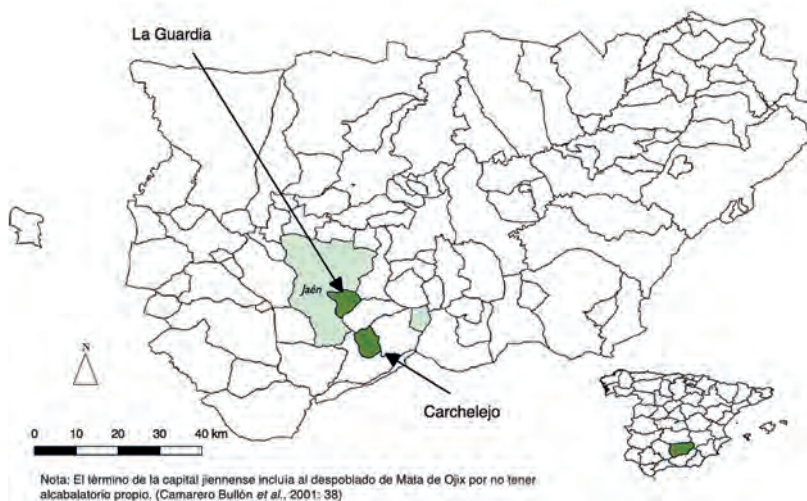 La Guardia
Jaén
N
Carchelejo
0 10 20 30 40 km
Nota: El término de la capital jiennense incluía al despoblado de Mata de Ojix por no tener
alcabalatorio propio. (Camarero Bullón et al., 2001: 38)